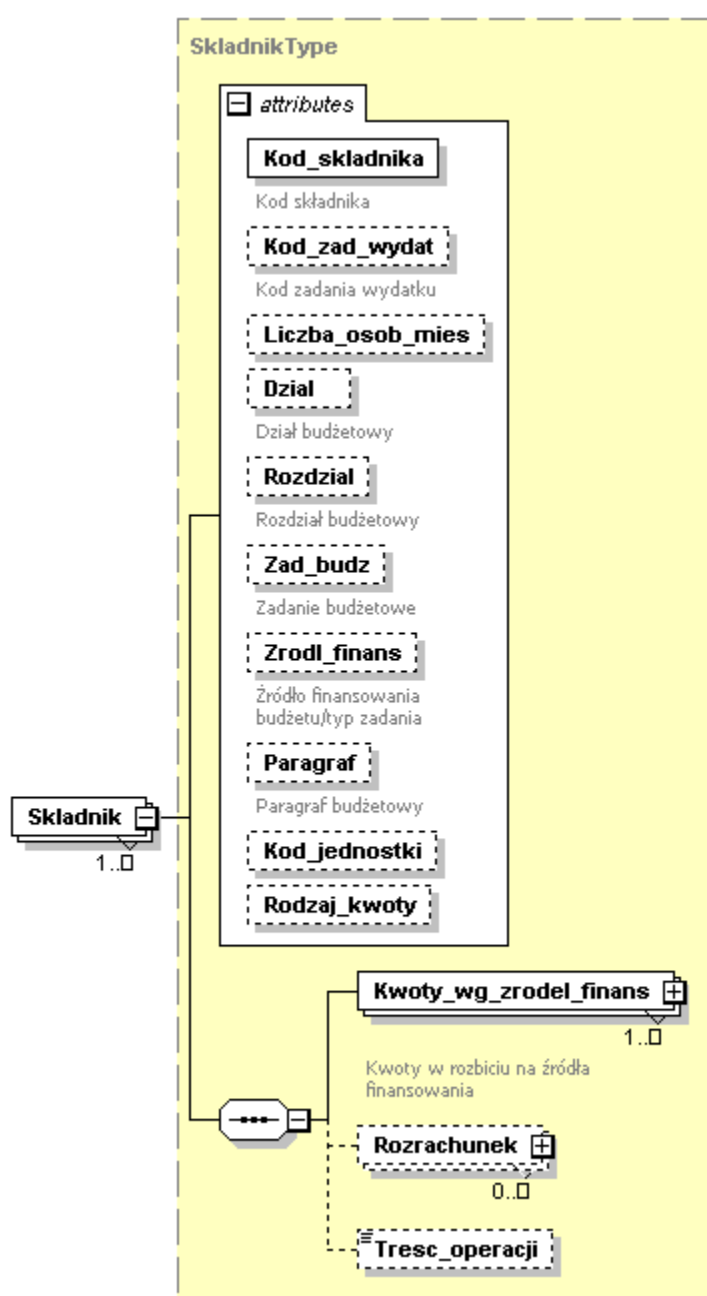 SkladnikType
attributes
Kod_skladnika
Kod składnika
Kod_zad_wydat
Kod zadania wydatku
Liczba_osob_mies
Dzial
Dział budżetowy
Rozdzial
Rozdział budżetowy
Zad_budz
Zadanie budżetowe
Zrodl_finans
Źródło finansowania
budżetu/typ zadania
Paragraf
Paragraf budżetowy
Skladnik
1..
Kod_jednostki
Rodzaj_kwoty
Kwoty_wg_zrodel_finans
1..
Kwoty w rozbiciu na źródła
finansowania
Rozrachunek
0..
Tresc_operacji